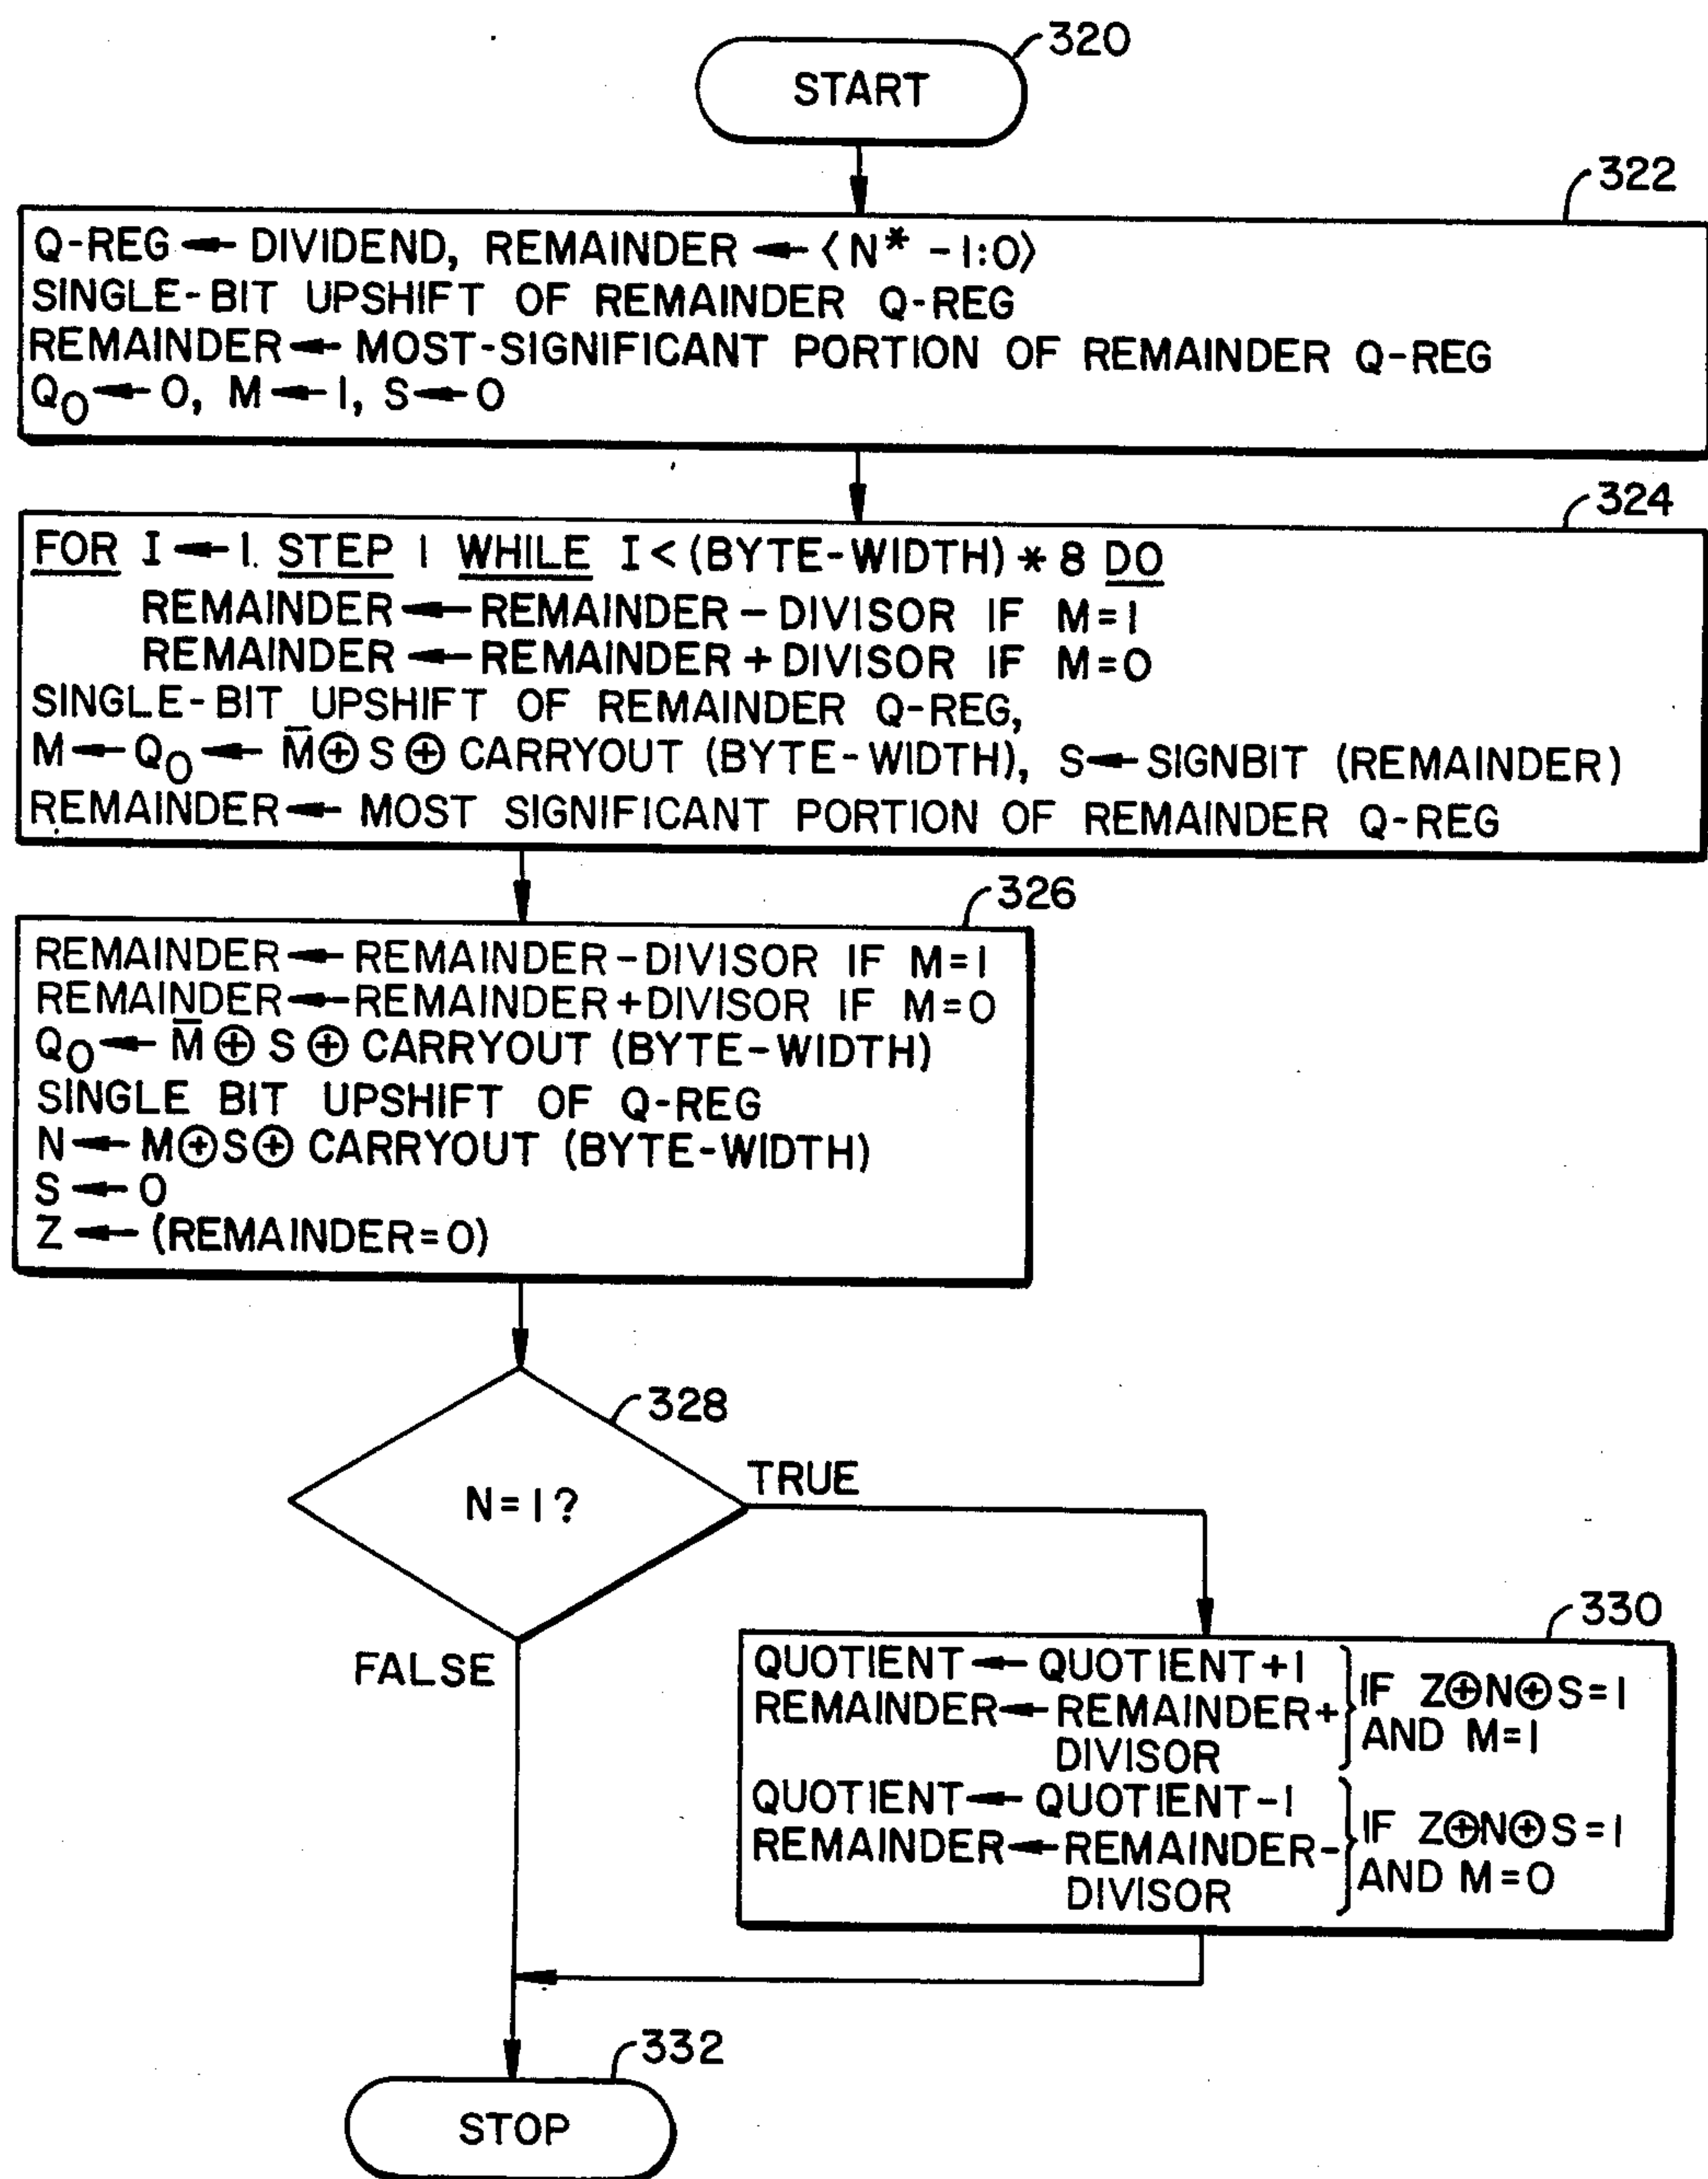 320
START
322
Q-REG ← DIVIDEND, REMAINDER ← ⟨N* -1:0⟩
SINGLE-BIT UPSHIFT OF REMAINDER Q-REG
REMAINDER ← MOST-SIGNIFICANT PORTION OF REMAINDER Q-REG
Q₀ ← 0, M ← 1, S ← 0
324
FOR I ← 1. STEP 1 WHILE I < (BYTE-WIDTH) * 8 DO
REMAINDER ← REMAINDER - DIVISOR IF M=1
REMAINDER ← REMAINDER + DIVISOR IF M=0
SINGLE-BIT UPSHIFT OF REMAINDER Q-REG,
M ← Q₀ ← M̅ ⊕ S ⊕ CARRYOUT (BYTE-WIDTH), S ← SIGNBIT (REMAINDER)
REMAINDER ← MOST SIGNIFICANT PORTION OF REMAINDER Q-REG
326
REMAINDER ← REMAINDER - DIVISOR IF M=1
REMAINDER ← REMAINDER + DIVISOR IF M=0
Q₀ ← M̅ ⊕ S ⊕ CARRYOUT (BYTE-WIDTH)
SINGLE BIT UPSHIFT OF Q-REG
N ← M ⊕ S ⊕ CARRYOUT (BYTE-WIDTH)
S ← 0
Z ← (REMAINDER=0)
328
N=1?
TRUE
FALSE
330
QUOTIENT ← QUOTIENT+1
REMAINDER ← REMAINDER+
DIVISOR
IF Z⊕N⊕S=1
AND M=1
QUOTIENT ← QUOTIENT-1
REMAINDER ← REMAINDER-
DIVISOR
IF Z⊕N⊕S=1
AND M=0
332
STOP